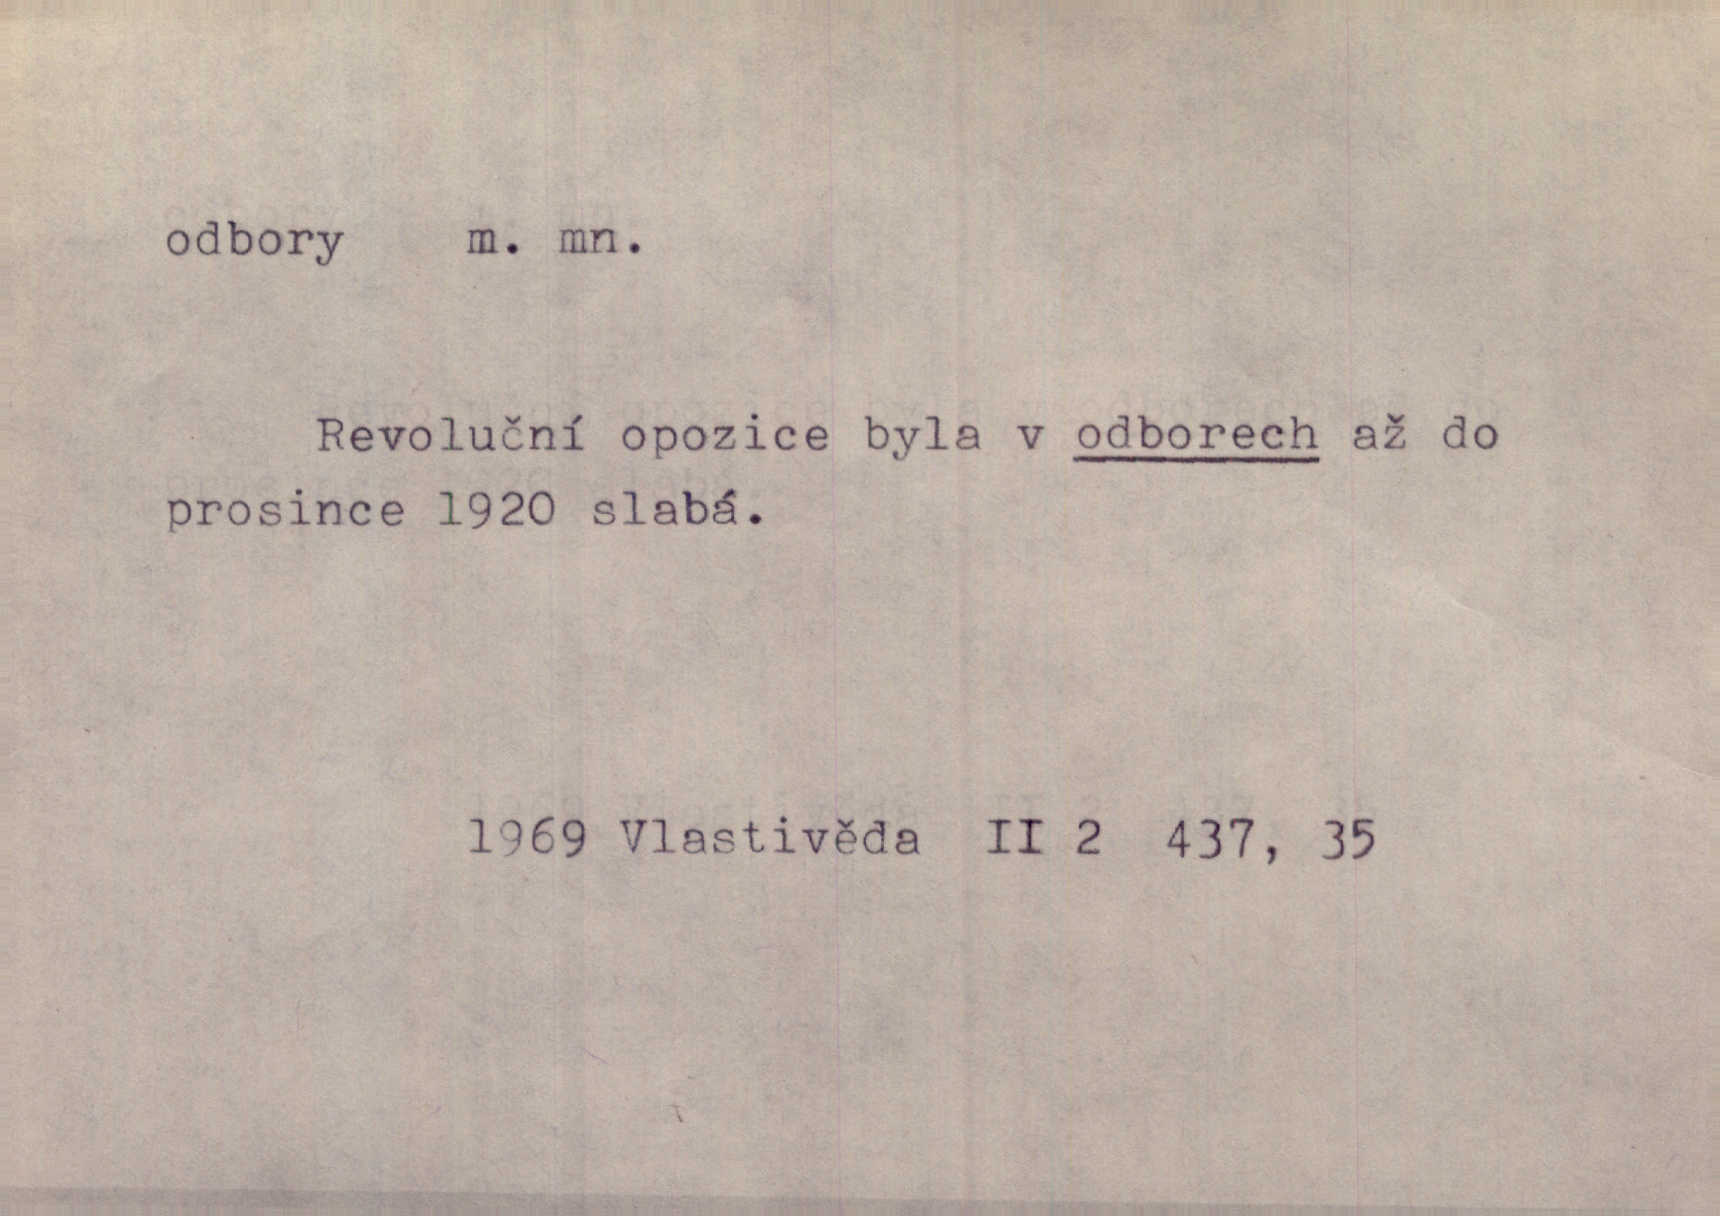 odbory m. mn.
Revoluční opozice byla v odborech až do
prosince 1920 slabá.
1969 Vlastivěda II 2 437, 35